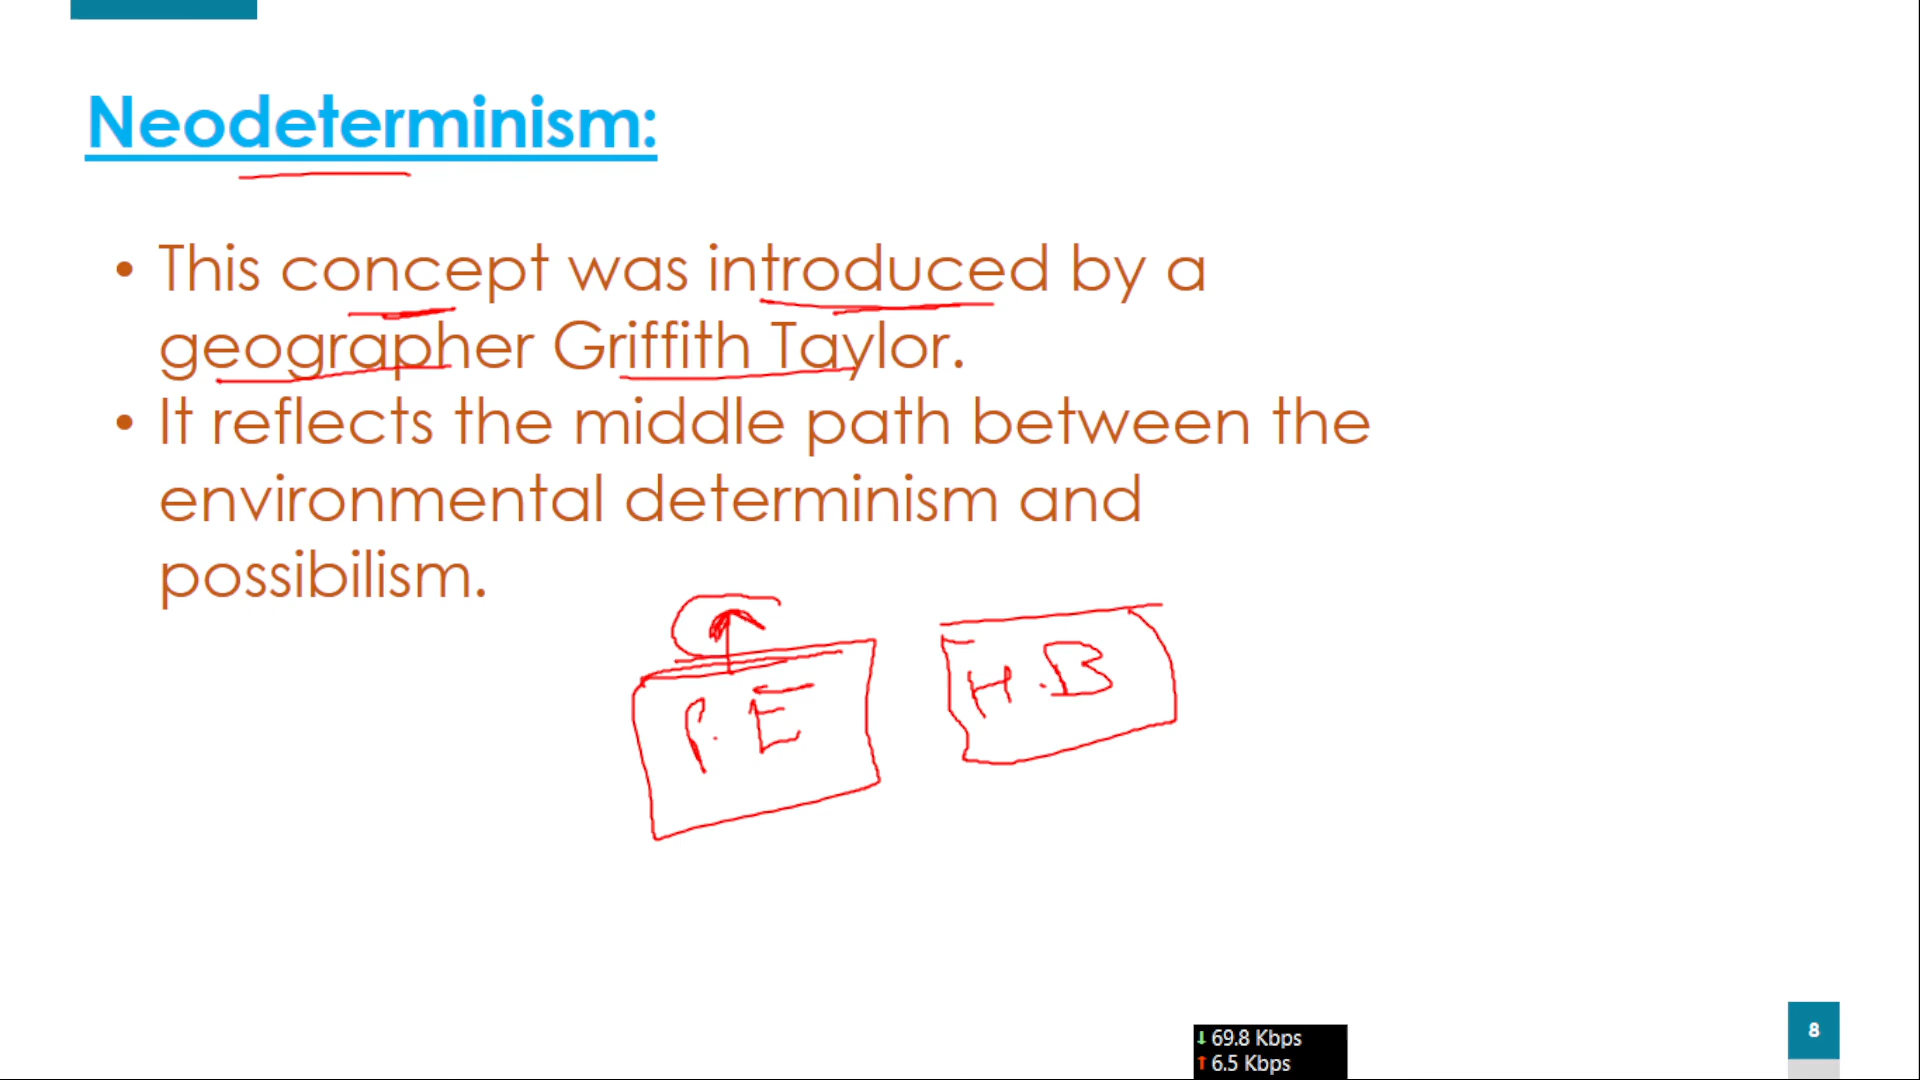 Neodeterminism:
• This concept was introduced by a
geographer Griffith Taylor.
• It reflects the middle path between the
environmental determinism and
possibilism.
P.E
H.B
↓ 69.8 Kbps
↑ 6.5 Kbps
8